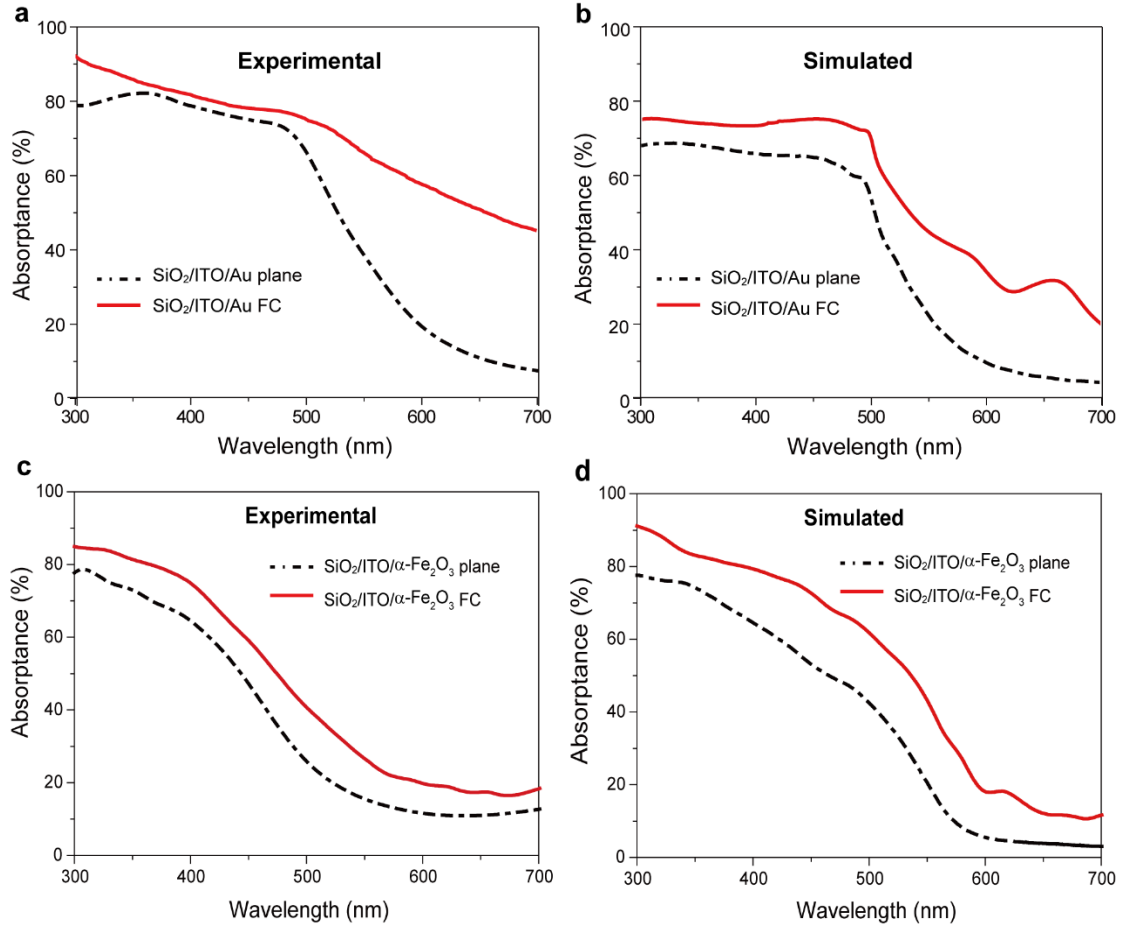 a
Experimental
Absorptance (%)
100
80
60
40
20
0
SiO₂/ITO/Au plane
SiO₂/ITO/Au FC
300
400
500
600
700
Wavelength (nm)
b
Simulated
Absorptance (%)
100
80
60
40
20
0
SiO₂/ITO/Au plane
SiO₂/ITO/Au FC
300
400
500
600
700
Wavelength (nm)
c
Experimental
Absorptance (%)
100
80
60
40
20
0
SiO₂/ITO/α-Fe₂O₃ plane
SiO₂/ITO/α-Fe₂O₃ FC
300
400
500
600
700
Wavelength (nm)
d
Simulated
Absorptance (%)
100
80
60
40
20
0
SiO₂/ITO/α-Fe₂O₃ plane
SiO₂/ITO/α-Fe₂O₃ FC
300
400
500
600
700
Wavelength (nm)